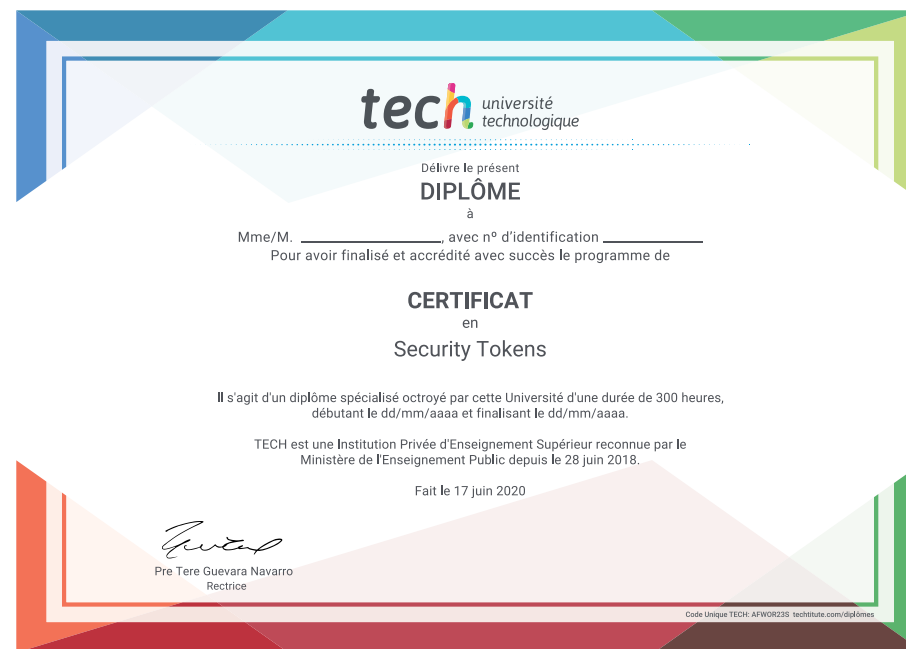 tech université
technologique
Délivre le présent
DIPLÔME
à
Mme/M. ____________________, avec nº d'identification ______________
Pour avoir finalisé et accrédité avec succès le programme de
CERTIFICAT
en
Security Tokens
Il s'agit d'un diplôme spécialisé octroyé par cette Université d'une durée de 300 heures,
débutant le dd/mm/aaaa et finalisant le dd/mm/aaaa.
TECH est une Institution Privée d'Enseignement Supérieur reconnue par le
Ministère de l'Enseignement Public depuis le 28 juin 2018.
Fait le 17 juin 2020
Pre Tere Guevara Navarro
Rectrice
Code Unique TECH: AFWOR23S techtitute.com/diplômes